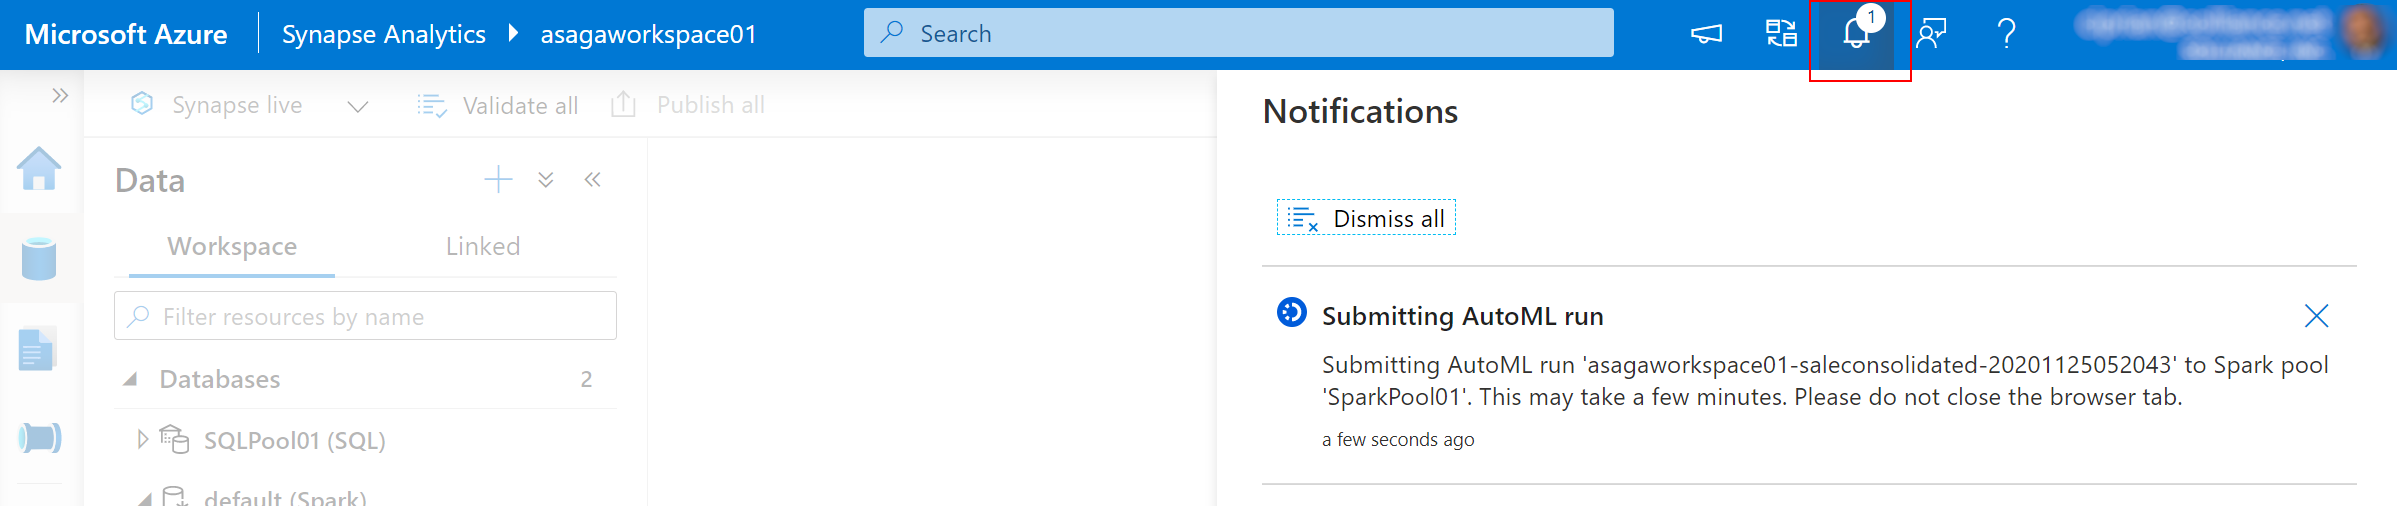 Microsoft Azure
Synapse Analytics
asagaworkspace01
Search
1
Synapse live
Validate all
Publish all
Data
Workspace
Linked
Filter resources by name
Databases
2
SQLPool01 (SQL)
default (Spark)
Notifications
Dismiss all
Submitting AutoML run
Submitting AutoML run 'asagaworkspace01-saleconsolidated-20201125052043' to Spark pool
'SparkPool01'. This may take a few minutes. Please do not close the browser tab.
a few seconds ago